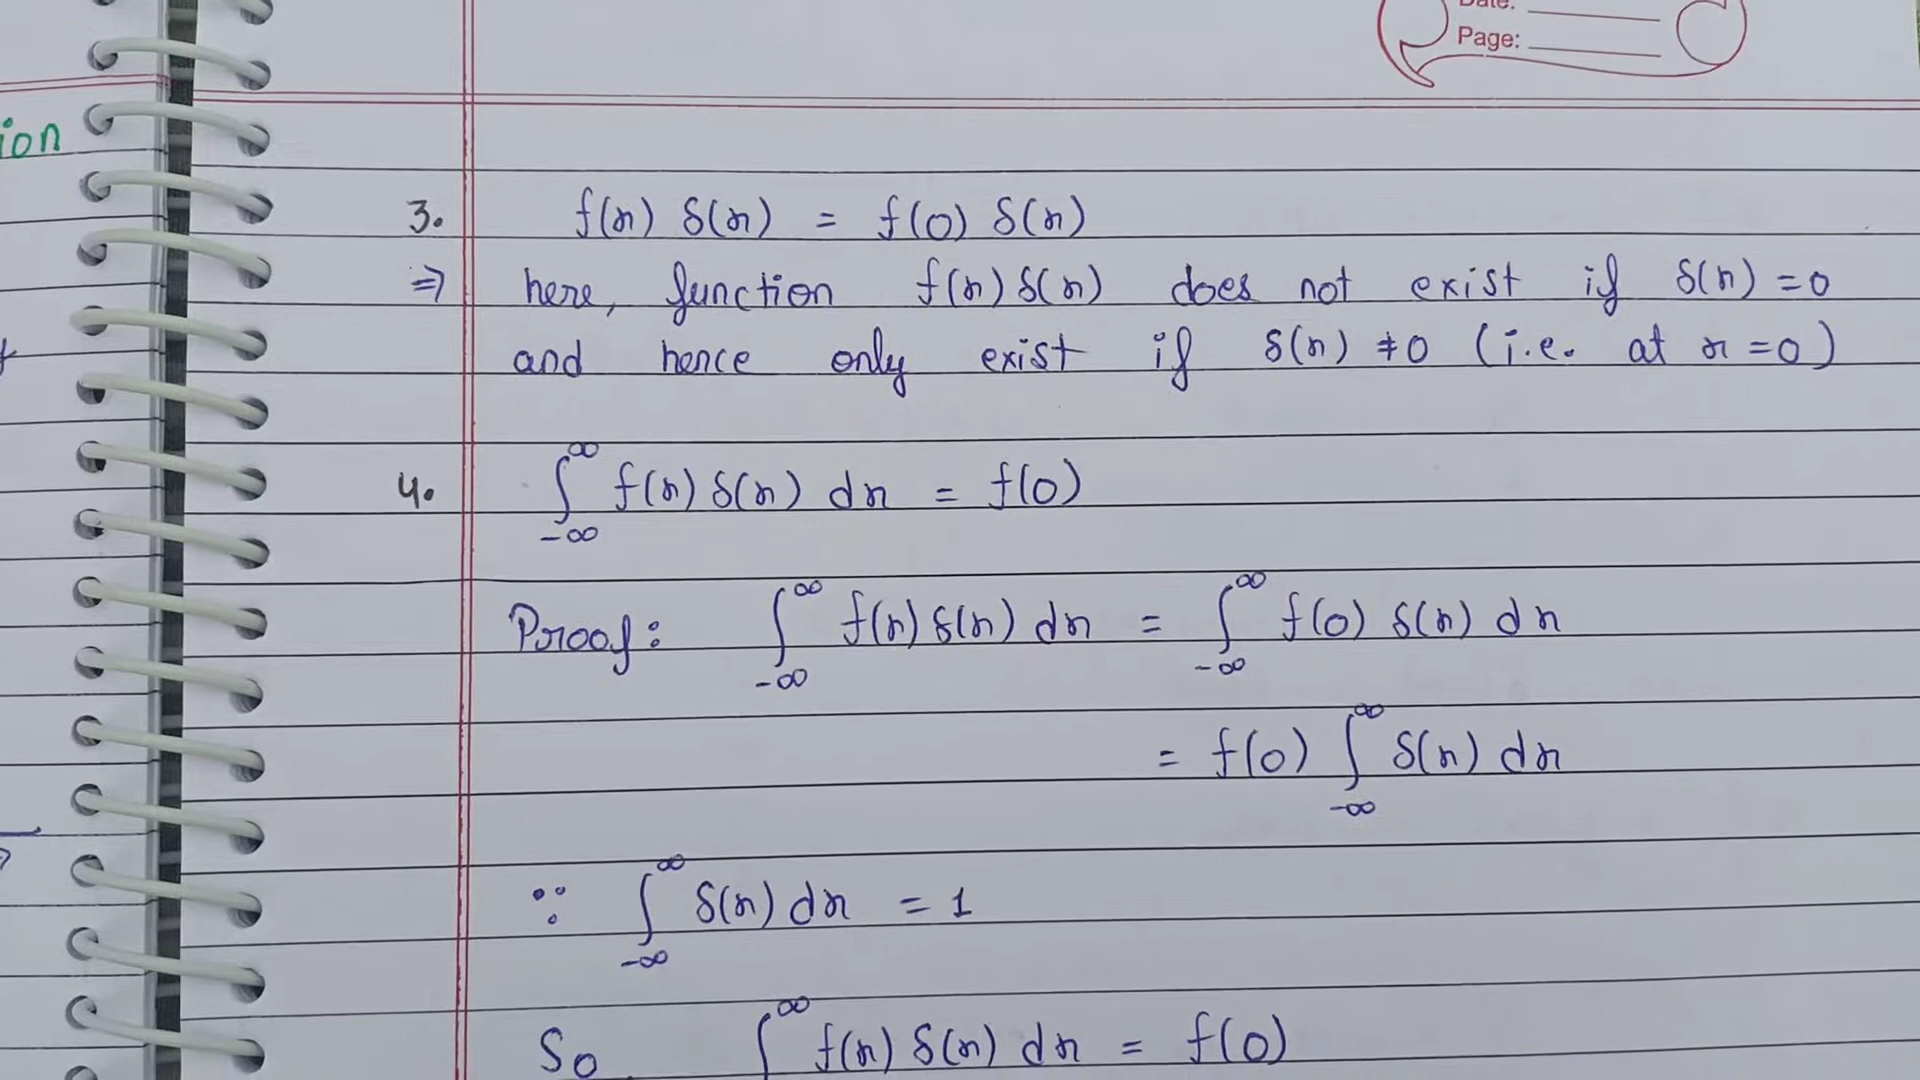 Date:
Page:
ion
3. f(x) δ(x) = f(0) δ(x)
⇒ here, function f(x) δ(x) does not exist if δ(x) = 0
and hence only exist if δ(x) ≠ 0 (i.e. at x = 0)
4. ∫_{-∞}^{∞} f(x) δ(x) dx = f(0)
Proof: ∫_{-∞}^{∞} f(x) δ(x) dx = ∫_{-∞}^{∞} f(0) δ(x) dx
= f(0) ∫_{-∞}^{∞} δ(x) dx
∵ ∫_{-∞}^{∞} δ(x) dx = 1
So ∫^{∞} f(x) δ(x) dx = f(0)